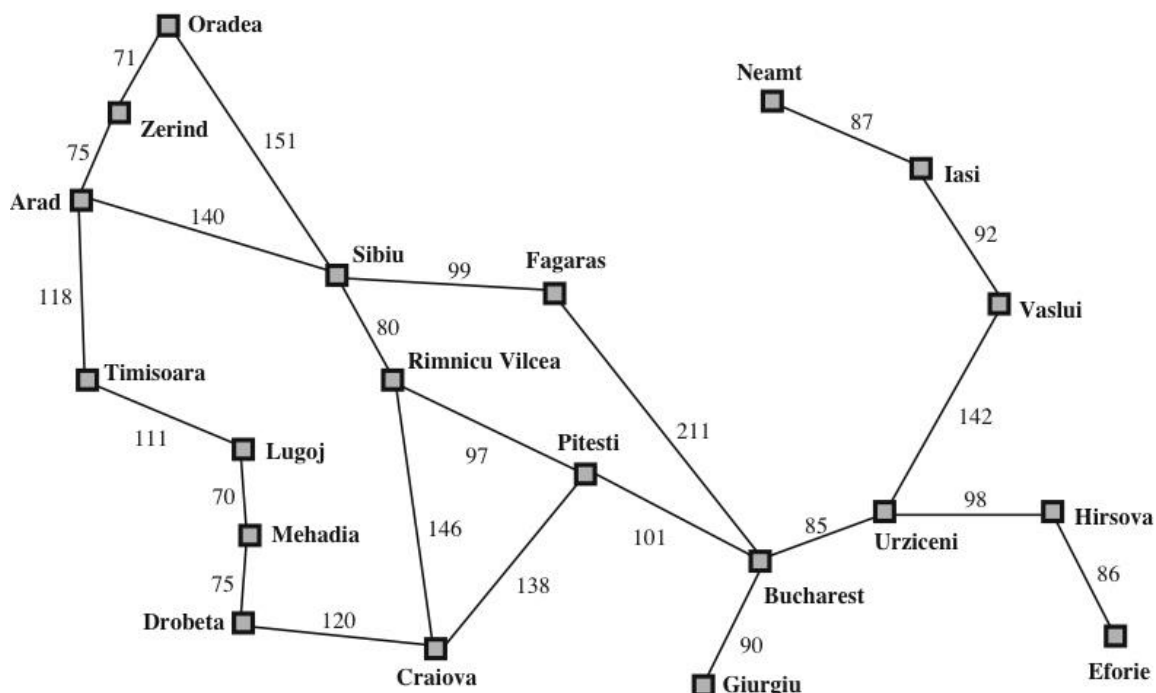 Oradea
71
Neamt
87
Zerind
151
75
Iasi
Arad
140
92
Sibiu
99
Fagaras
118
80
Vaslui
Timisoara
Rimnicu Vilcea
142
111
211
Lugoj
97
Pitesti
70
98
Hirsova
Mehadia
146
101
85
Urziceni
86
75
138
Bucharest
Drobeta
120
90
Craiova
Giurgiu
Eforie